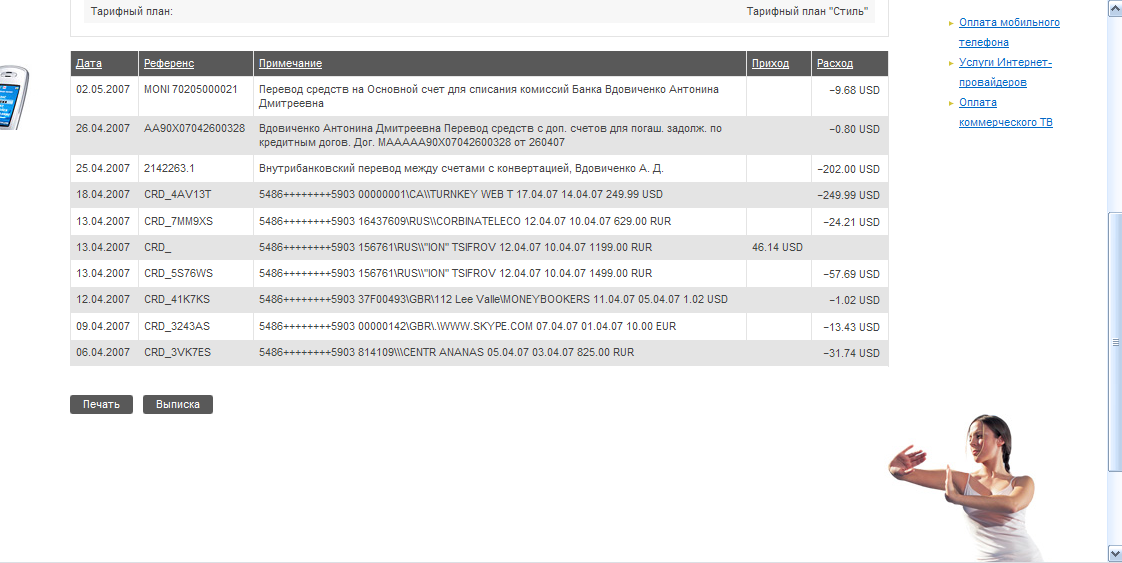 Тарифный план: Тарифный план "Стиль"
Дата Референс Примечание Приход Расход
02.05.2007 MONI 70205000021 Перевод средств на Основной счет для списания комиссий Банка Вдовиченко Антонина −9.68 USD
Дмитреевна
26.04.2007 AA90X07042600328 Вдовиченко Антонина Дмитреевна Перевод средств с доп. счетов для погаш. задолж. по −0.80 USD
кредитным догов. Дог. MAAAAA90X07042600328 от 260407
25.04.2007 2142263.1 Внутрибанковский перевод между счетами с конвертацией, Вдовиченко А. Д. −202.00 USD
18.04.2007 CRD_4AV13T 5486++++++++5903 00000001\CA\\TURNKEY WEB T 17.04.07 14.04.07 249.99 USD −249.99 USD
13.04.2007 CRD_7MM9XS 5486++++++++5903 16437609\RUS\\CORBINATELECO 12.04.07 10.04.07 629.00 RUR −24.21 USD
13.04.2007 CRD_ 5486++++++++5903 156761\RUS\\"ION" TSIFROV 12.04.07 10.04.07 1199.00 RUR 46.14 USD
13.04.2007 CRD_5S76WS 5486++++++++5903 156761\RUS\\"ION" TSIFROV 12.04.07 10.04.07 1499.00 RUR −57.69 USD
12.04.2007 CRD_41K7KS 5486++++++++5903 37F00493\GBR\112 Lee Valle\MONEYBOOKERS 11.04.07 05.04.07 1.02 USD −1.02 USD
09.04.2007 CRD_3243AS 5486++++++++5903 00000142\GBR\.\WWW.SKYPE.COM 07.04.07 01.04.07 10.00 EUR −13.43 USD
06.04.2007 CRD_3VK7ES 5486++++++++5903 814109\\\CENTR ANANAS 05.04.07 03.04.07 825.00 RUR −31.74 USD
Печать Выписка
Оплата мобильного
телефона
Услуги Интернет-
провайдеров
Оплата
коммерческого ТВ